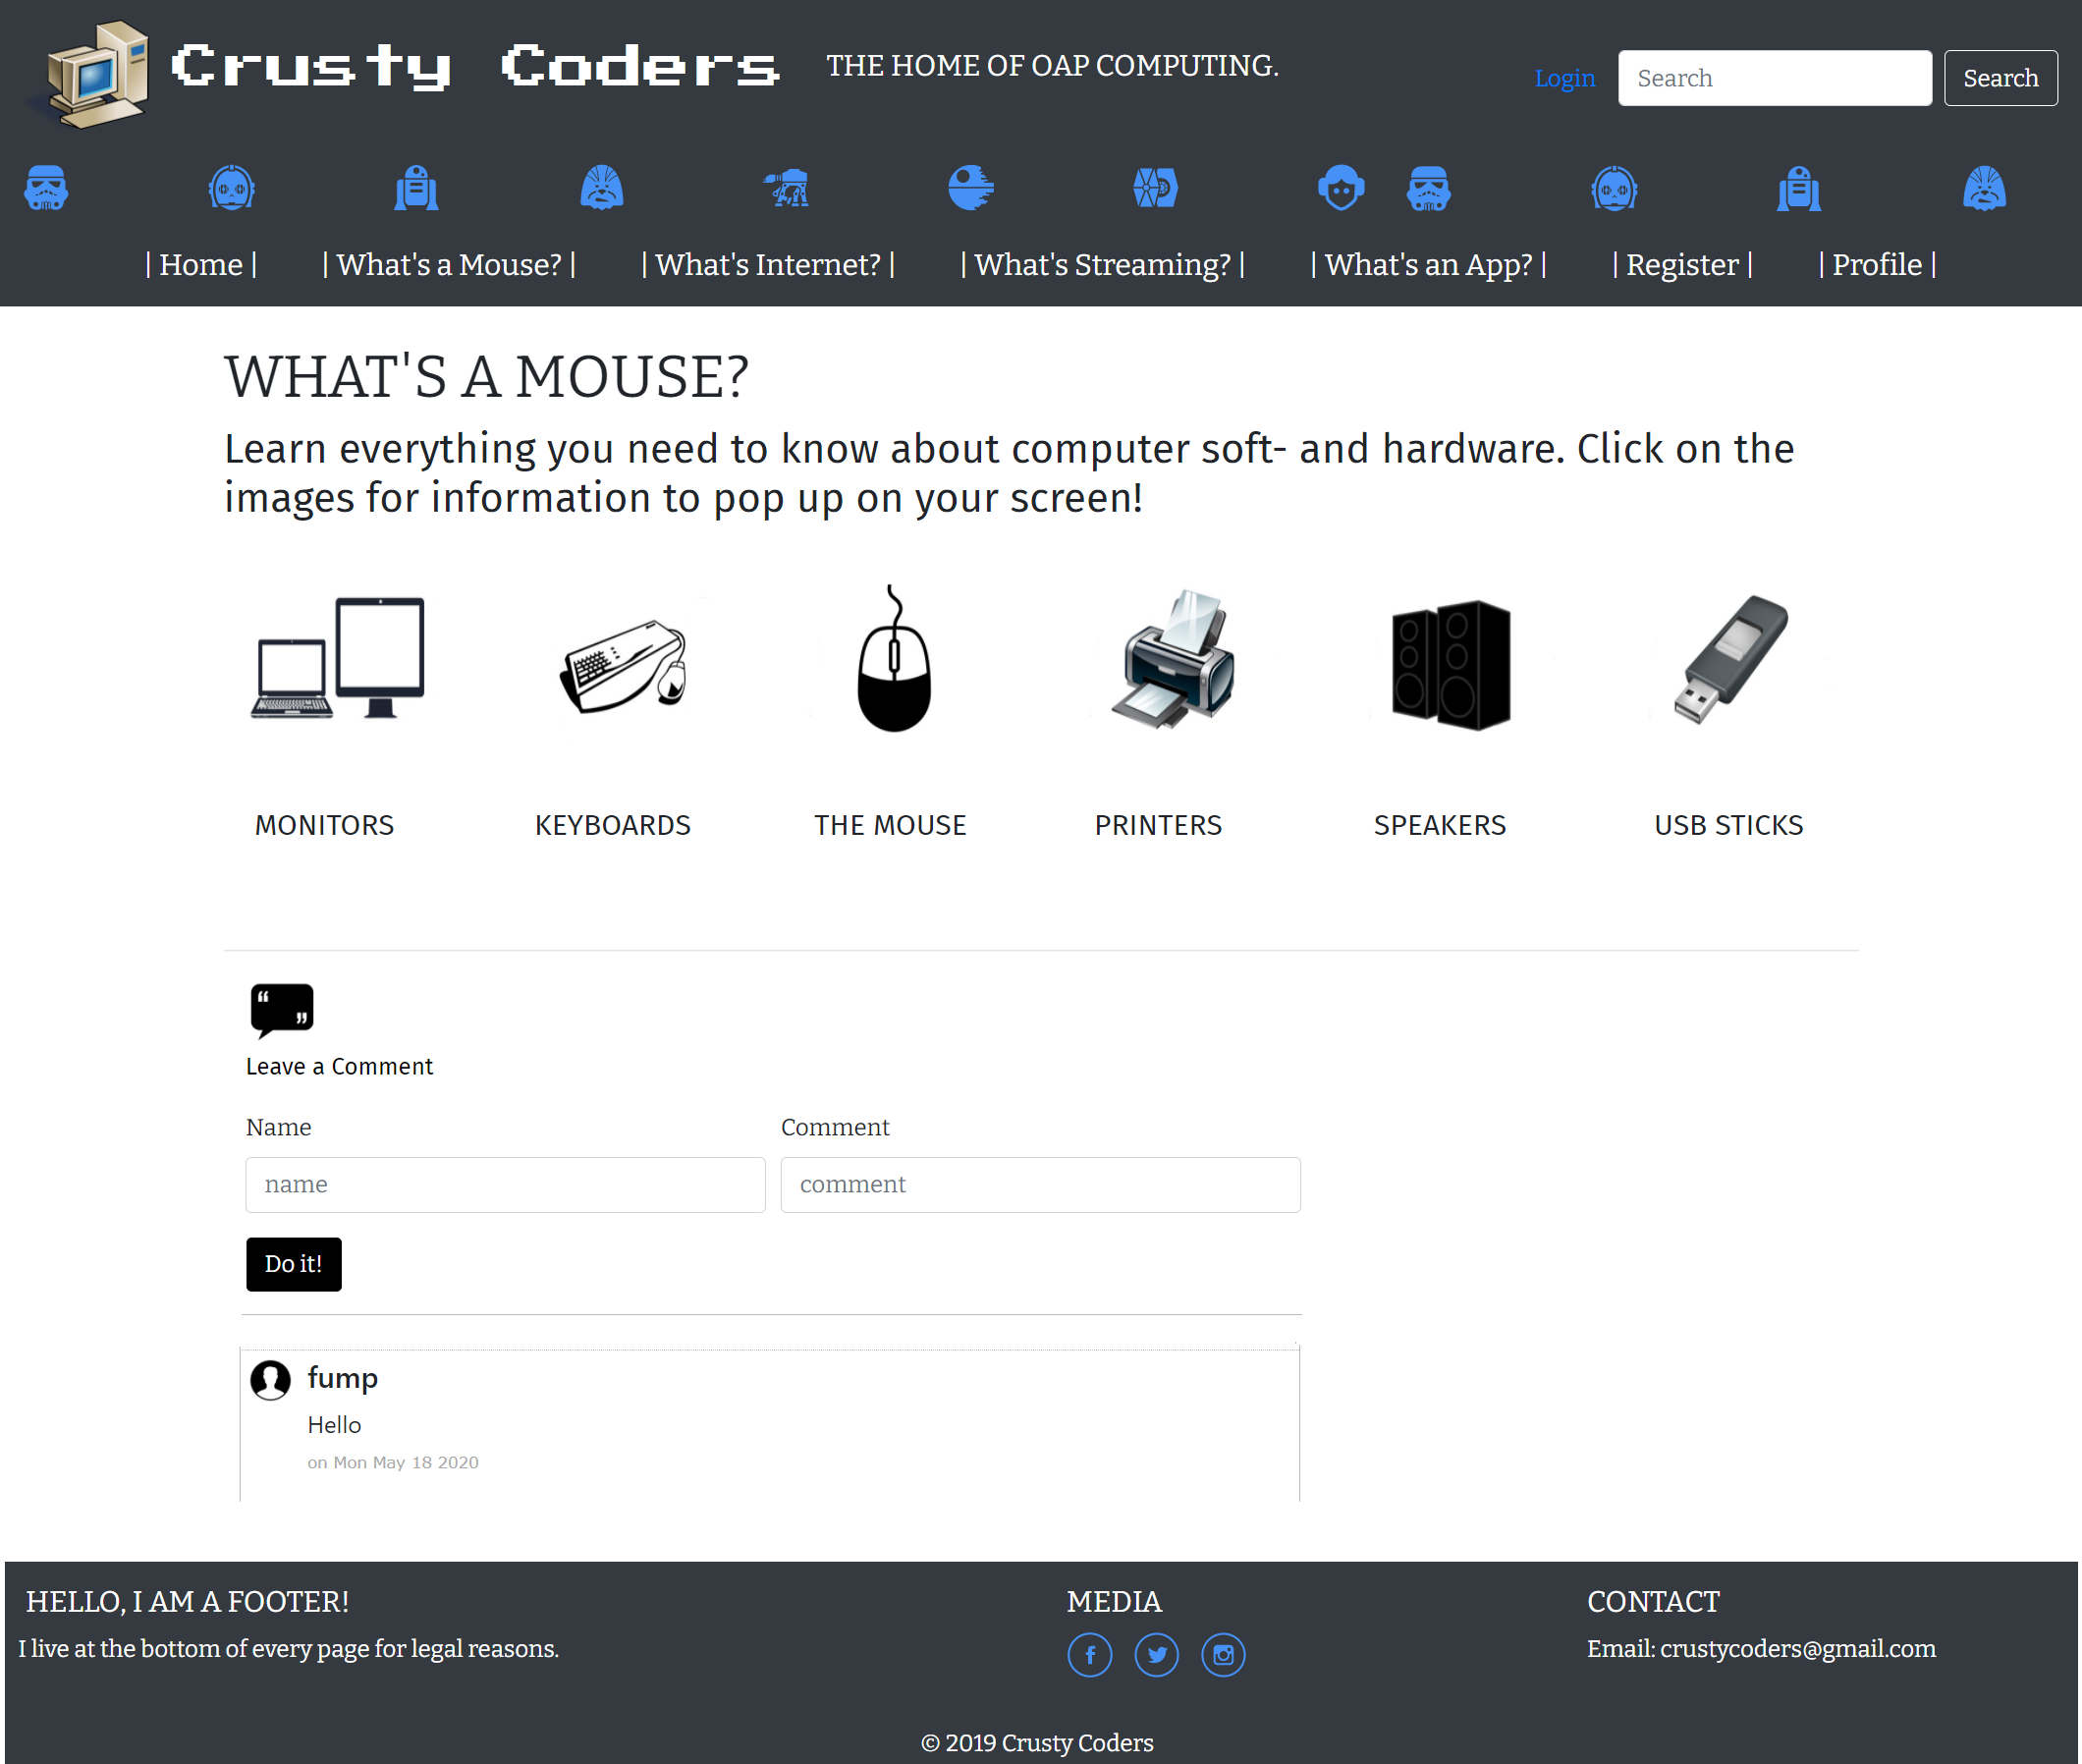 Crusty Coders
THE HOME OF OAP COMPUTING.
Login
Search
Search
| Home |
| What's a Mouse? |
| What's Internet? |
| What's Streaming? |
| What's an App? |
| Register |
| Profile |
WHAT'S A MOUSE?
Learn everything you need to know about computer soft- and hardware. Click on the
images for information to pop up on your screen!
MONITORS
KEYBOARDS
THE MOUSE
PRINTERS
SPEAKERS
USB STICKS
Leave a Comment
Name
Comment
name
comment
Do it!
fump
Hello
on Mon May 18 2020
HELLO, I AM A FOOTER!
I live at the bottom of every page for legal reasons.
MEDIA
CONTACT
Email: crustycoders@gmail.com
© 2019 Crusty Coders